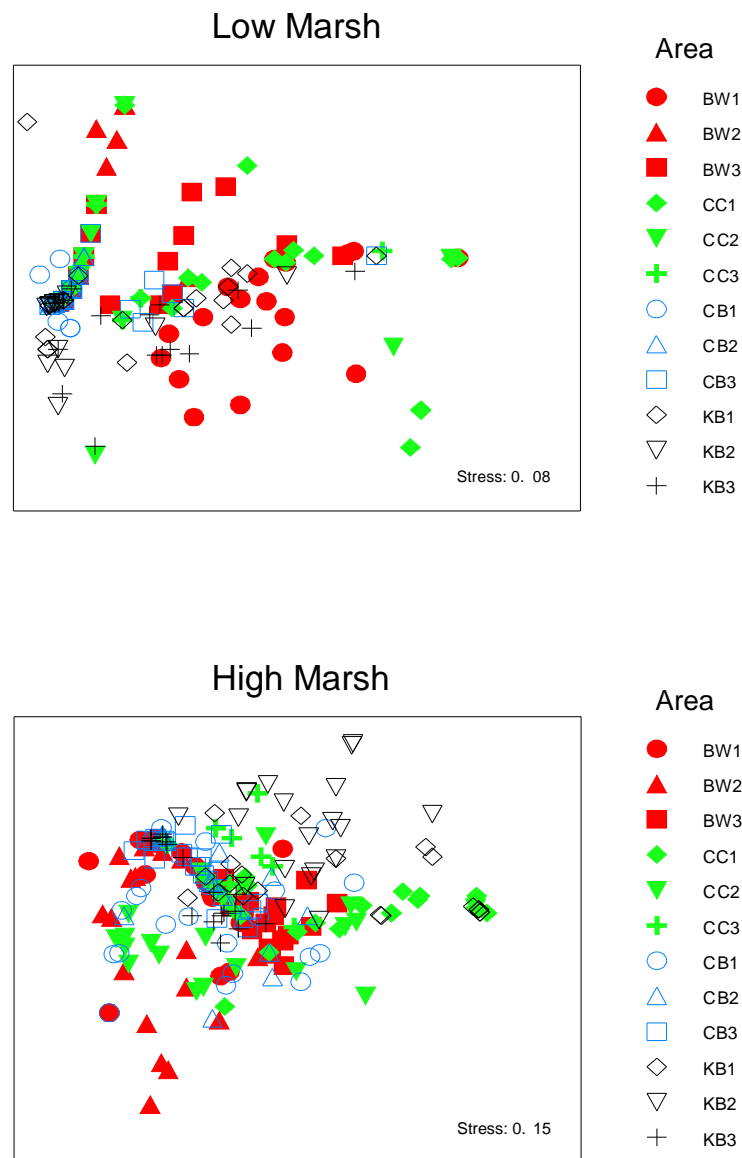 Low Marsh
Area
BW1
BW2
BW3
CC1
CC2
CC3
CB1
CB2
CB3
KB1
KB2
KB3
Stress: 0. 08
High Marsh
Area
BW1
BW2
BW3
CC1
CC2
CC3
CB1
CB2
CB3
KB1
KB2
KB3
Stress: 0. 15